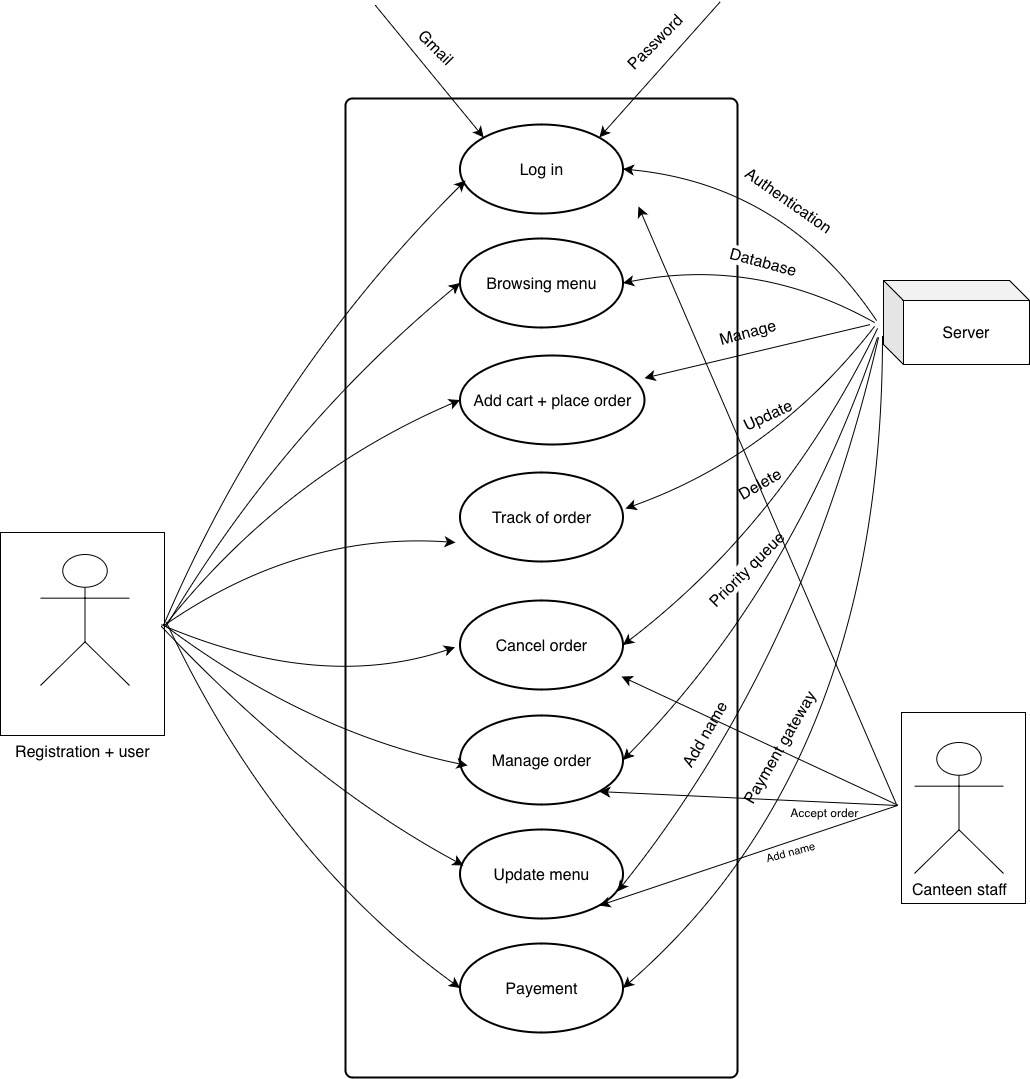 Gmail
Password
Log in
Authentication
Browsing menu
Database
Server
Manage
Add cart + place order
Update
Delete
Track of order
Priority queue
Cancel order
Registration + user
Add name
Payment gateway
Manage order
Accept order
Add name
Update menu
Canteen staff
Payement